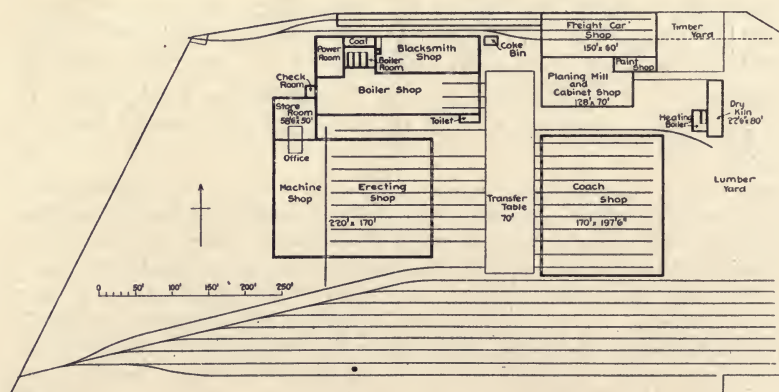 Freight Car
Shop
150'x 60'
Timber
Yard
Power
Room
Coal
Boiler
Room
Blacksmith
Shop
Coke
Bin
Paint
Shop
Planing Mill
and
Cabinet Shop
128'x 70'
Check
Room
Boiler Shop
Store
Room
58'6"x 50'
Toilet
Heating
Boiler
Dry
Kiln
22'6"x 80'
Office
Lumber
Yard
Machine
Shop
Erecting
Shop
220'x 170'
Transfer
Table
70'
Coach
Shop
170'x 197'6"
0 50' 100' 150' 200' 250'